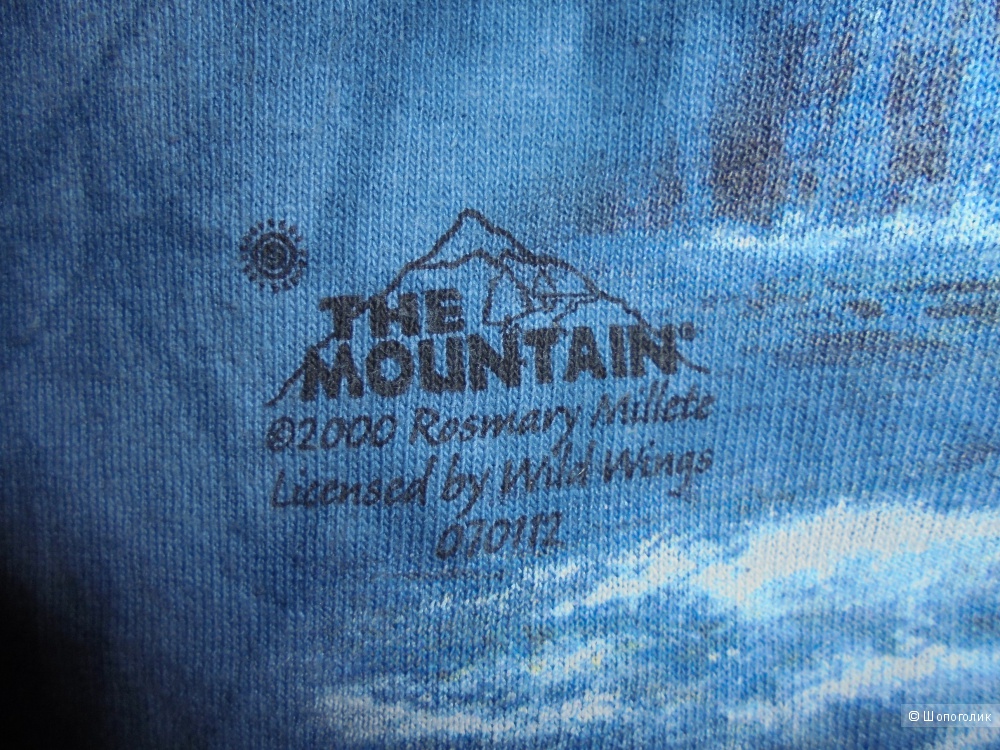 THE
MOUNTAIN®
©2000 Rosmary Millete
Licensed by Wild Wings
070112
© Шопоголик